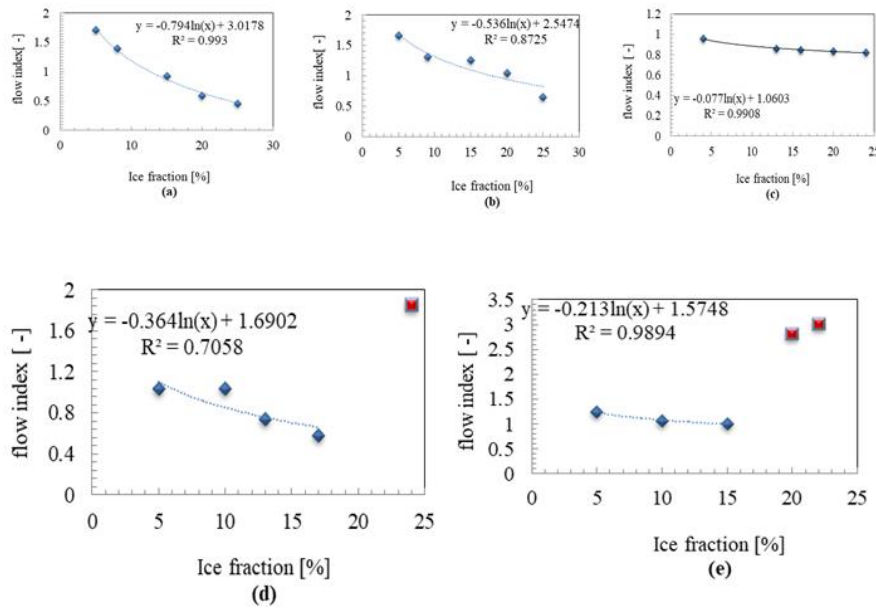 y = -0.794ln(x) + 3.0178
R² = 0.993
flow index[ -]
2
1.5
1
0.5
0
0 10 20 30
Ice fraction [%]
(a)
y = -0.536ln(x) + 2.5474
R² = 0.8725
flow index[ -]
2
1.5
1
0.5
0
0 5 10 15 20 25 30
Ice fraction [%]
(b)
flow index [ -]
1.2
1
0.8
0.6
0.4
0.2
0
y = -0.077ln(x) + 1.0603
R² = 0.9908
0 5 10 15 20 25
Ice fraction [%]
(c)
y = -0.364ln(x) + 1.6902
R² = 0.7058
flow index [ -]
2
1.6
1.2
0.8
0.4
0
0 5 10 15 20 25
Ice fraction [%]
(d)
y = -0.213ln(x) + 1.5748
R² = 0.9894
flow index [ -]
3.5
3
2.5
2
1.5
1
0.5
0
0 5 10 15 20 25
Ice fraction [%]
(e)